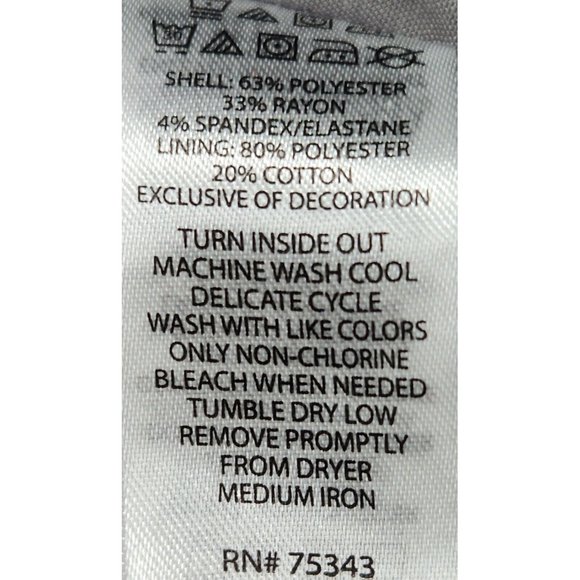 30
SHELL: 63% POLYESTER
33% RAYON
4% SPANDEX/ELASTANE
LINING: 80% POLYESTER
20% COTTON
EXCLUSIVE OF DECORATION
TURN INSIDE OUT
MACHINE WASH COOL
DELICATE CYCLE
WASH WITH LIKE COLORS
ONLY NON-CHLORINE
BLEACH WHEN NEEDED
TUMBLE DRY LOW
REMOVE PROMPTLY
FROM DRYER
MEDIUM IRON
RN# 75343